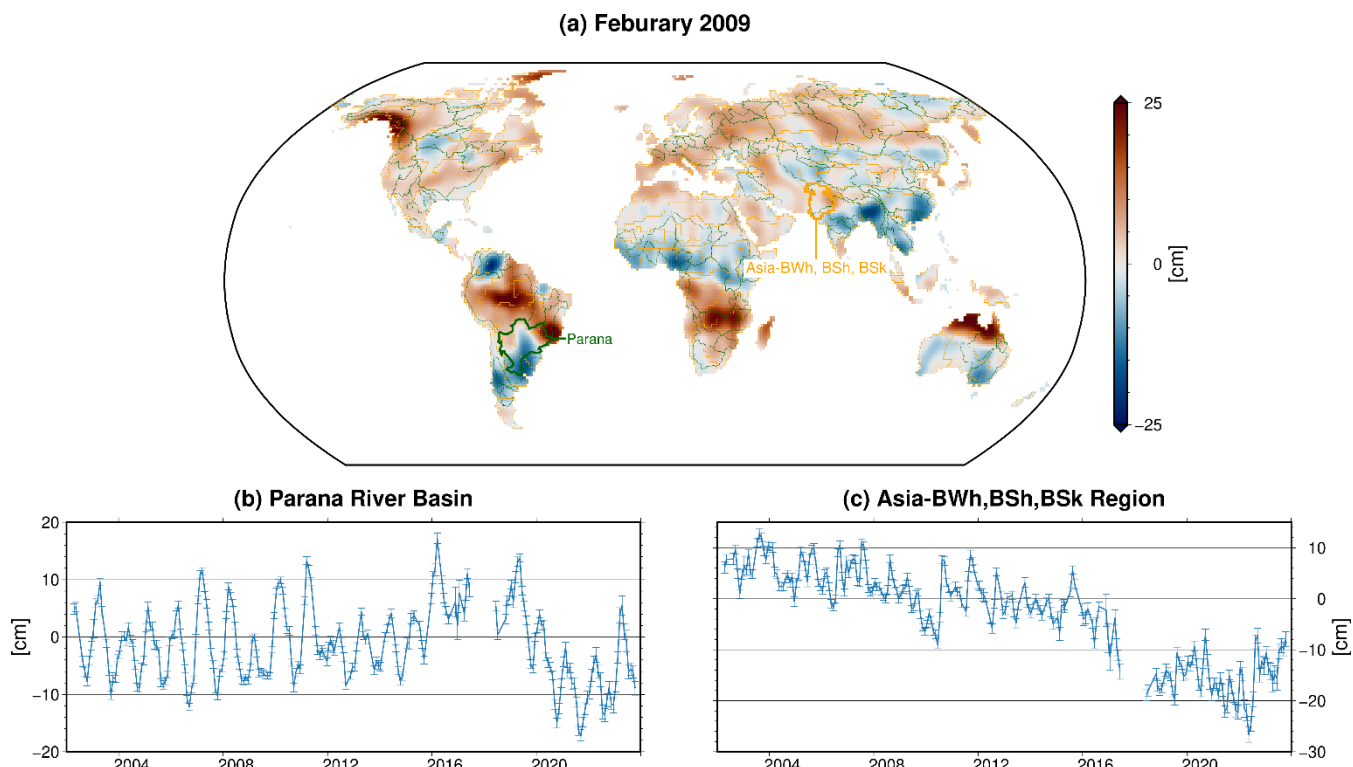 (a) Feburary 2009
25
0
−25
[cm]
Asia-BWh, BSh, BSk
Parana
(b) Parana River Basin
20
10
0
−10
−20
[cm]
2004 2008 2012 2016 2020
(c) Asia-BWh,BSh,BSk Region
10
0
−10
−20
−30
[cm]
2004 2008 2012 2016 2020